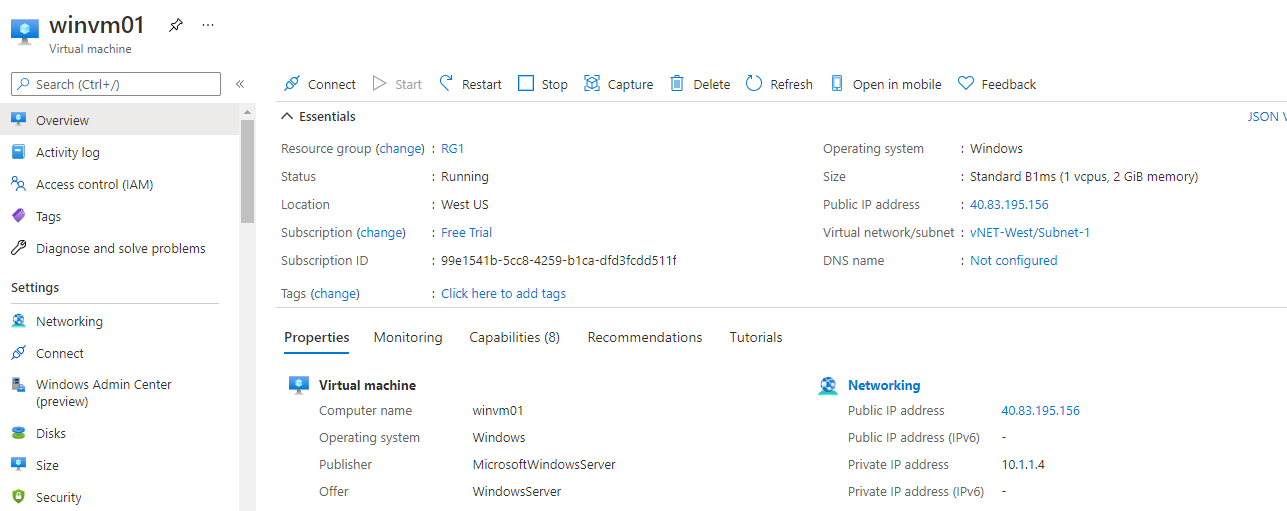 winvm01
Virtual machine
Search (Ctrl+/)
«
Overview
Activity log
Access control (IAM)
Tags
Diagnose and solve problems
Settings
Networking
Connect
Windows Admin Center
(preview)
Disks
Size
Security
Connect Start Restart Stop Capture Delete Refresh Open in mobile Feedback
Essentials
JSON V
Resource group (change) : RG1
Status : Running
Location : West US
Subscription (change) : Free Trial
Subscription ID : 99e1541b-5cc8-4259-b1ca-dfd3fcdd511f
Tags (change) : Click here to add tags
Operating system : Windows
Size : Standard B1ms (1 vcpus, 2 GiB memory)
Public IP address : 40.83.195.156
Virtual network/subnet : vNET-West/Subnet-1
DNS name : Not configured
Properties Monitoring Capabilities (8) Recommendations Tutorials
Virtual machine
Computer name winvm01
Operating system Windows
Publisher MicrosoftWindowsServer
Offer WindowsServer
Networking
Public IP address 40.83.195.156
Public IP address (IPv6) -
Private IP address 10.1.1.4
Private IP address (IPv6) -